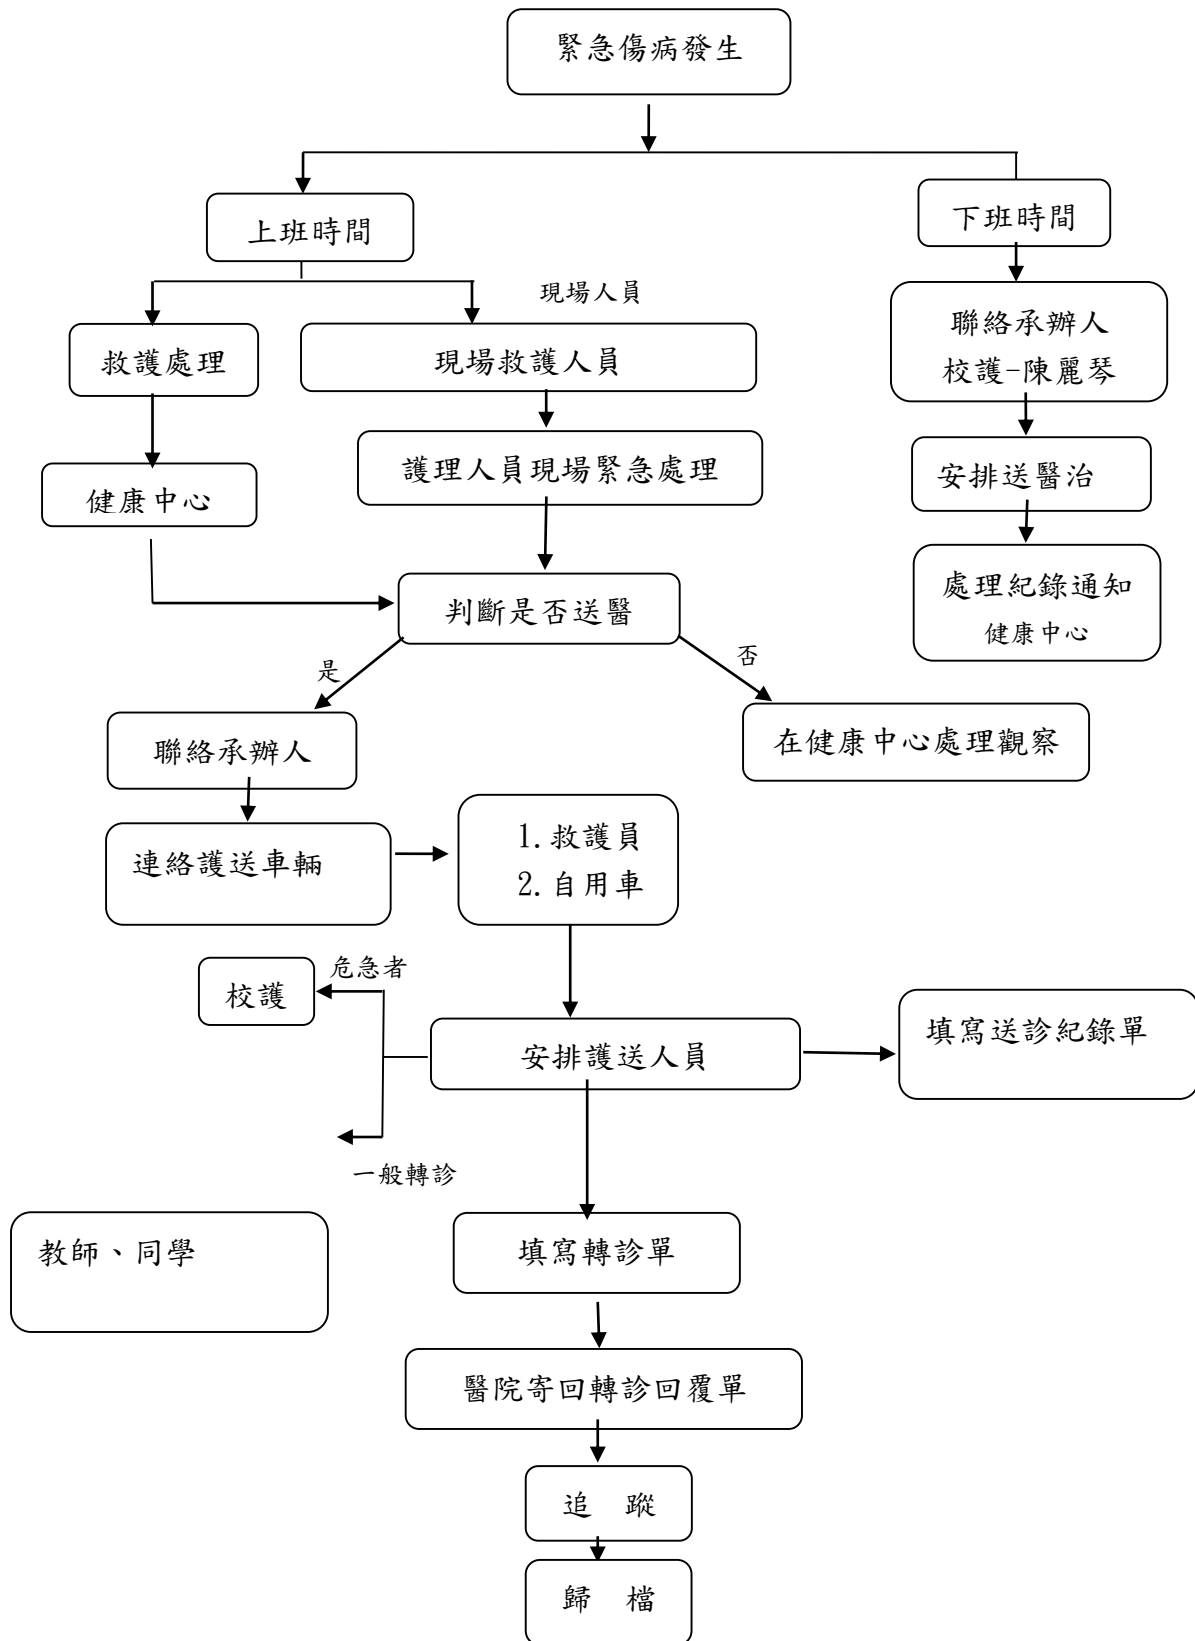 緊急傷病發生
上班時間
下班時間
現場人員
救護處理
現場救護人員
聯絡承辦人
校護-陳麗琴
健康中心
護理人員現場緊急處理
安排送醫治
判斷是否送醫
處理紀錄通知
健康中心
是
否
聯絡承辦人
在健康中心處理觀察
連絡護送車輛
1.救護員
2.自用車
校護
危急者
安排護送人員
填寫送診紀錄單
一般轉診
教師、同學
填寫轉診單
醫院寄回轉診回覆單
追 蹤
歸 檔